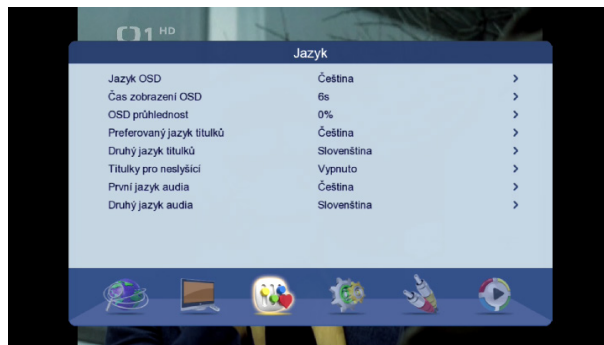 1 HD
Jazyk
Jazyk OSD Čeština >
Čas zobrazení OSD 6s >
OSD průhlednost 0% >
Preferovaný jazyk titulků Čeština >
Druhý jazyk titulků Slovenština >
Titulky pro neslyšící Vypnuto >
První jazyk audia Čeština >
Druhý jazyk audia Slovenština >